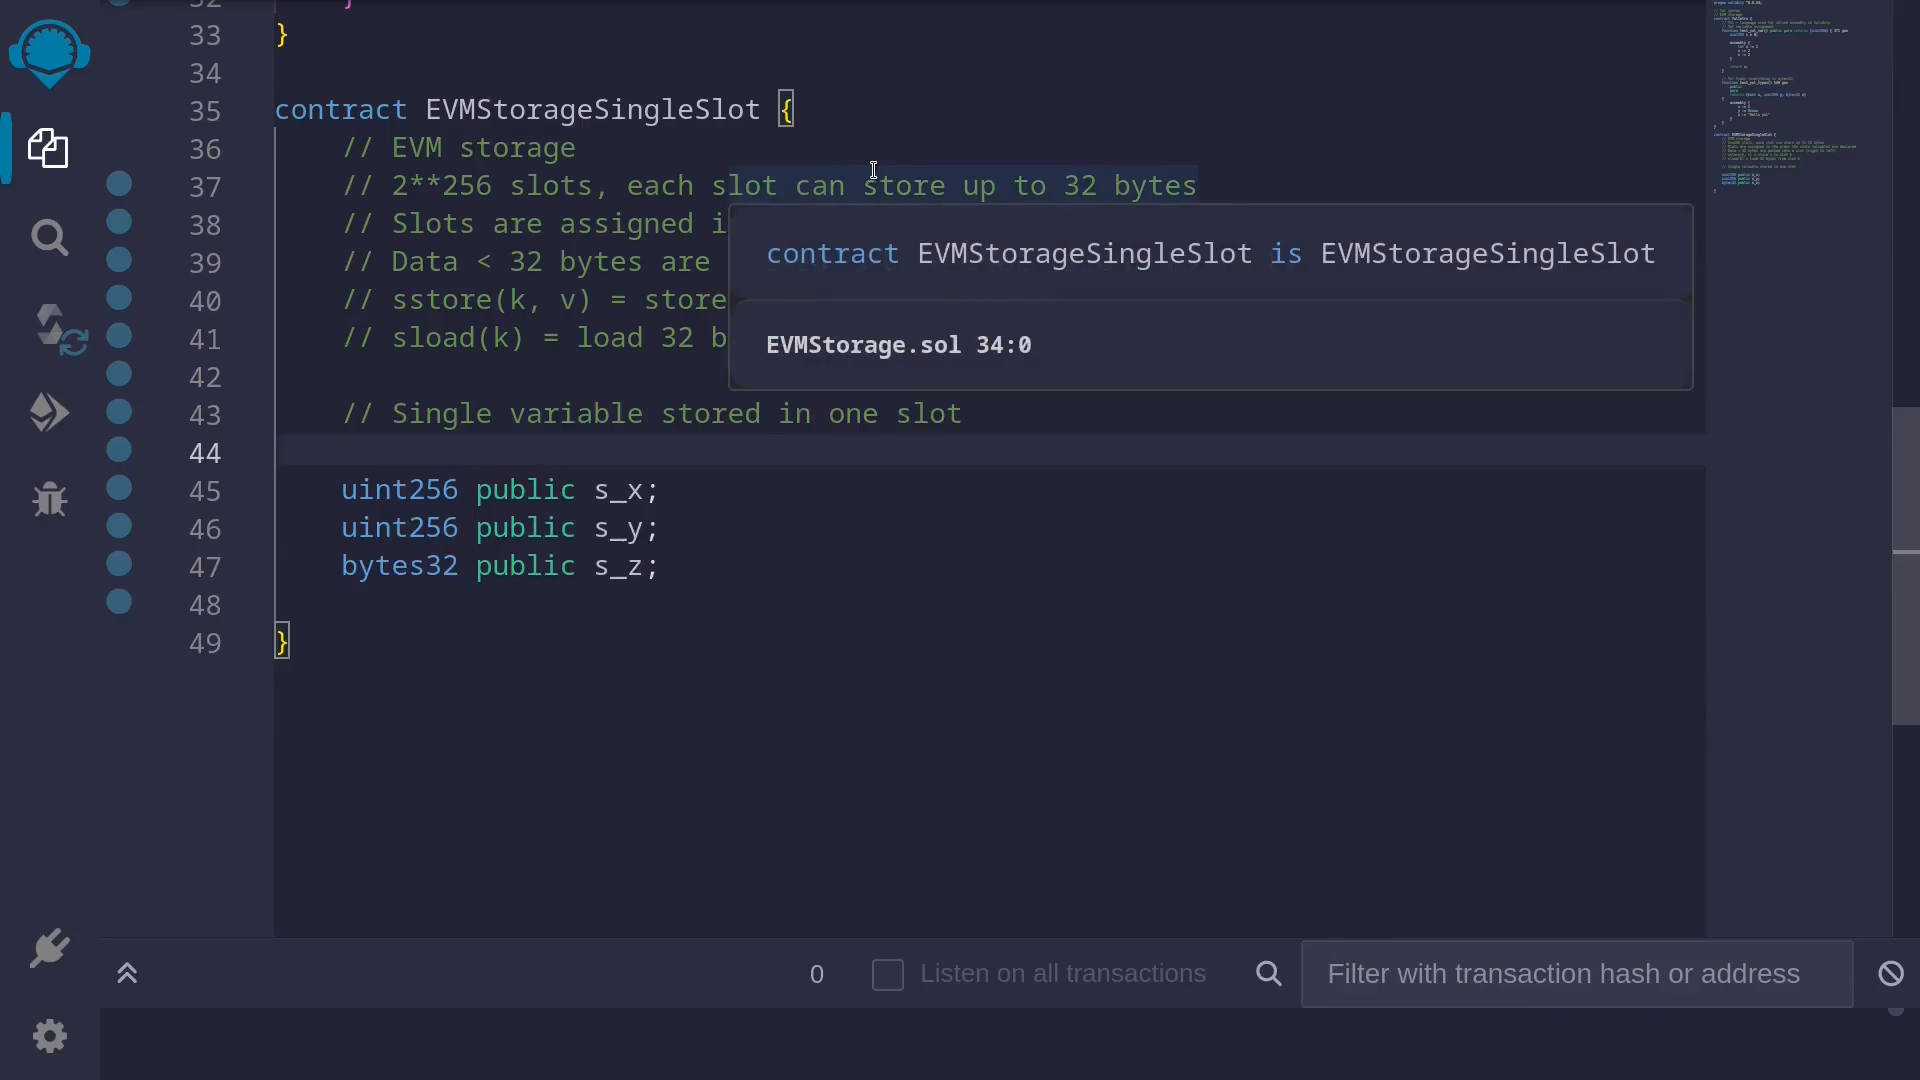 32 }
33 }
34
35 contract EVMStorageSingleSlot {
36 // EVM storage
37 // 2**256 slots, each slot can store up to 32 bytes
38 // Slots are assigned i
39 // Data < 32 bytes are
40 // sstore(k, v) = store
41 // sload(k) = load 32 b
contract EVMStorageSingleSlot is EVMStorageSingleSlot
EVMStorage.sol 34:0
42
43 // Single variable stored in one slot
44
45 uint256 public s_x;
46 uint256 public s_y;
47 bytes32 public s_z;
48
49 }
0 Listen on all transactions Filter with transaction hash or address